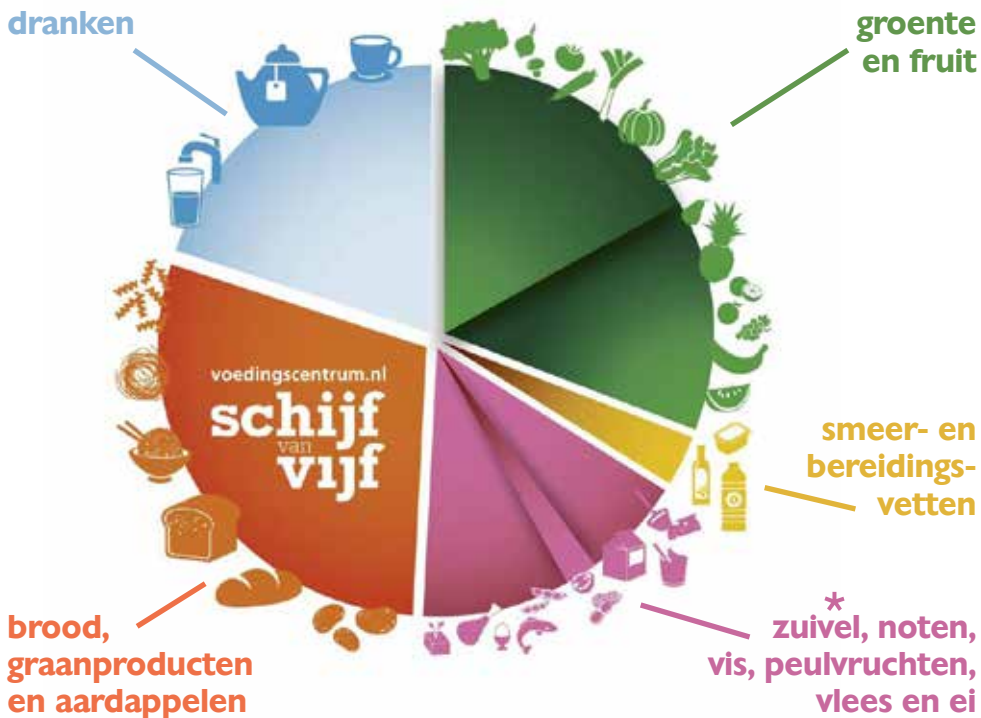 dranken
groente
en fruit
voedingscentrum.nl
schijf
van
vijf
smeer- en
bereidings-
vetten
brood,
graanproducten
en aardappelen
*
zuivel, noten,
vis, peulvruchten,
vlees en ei